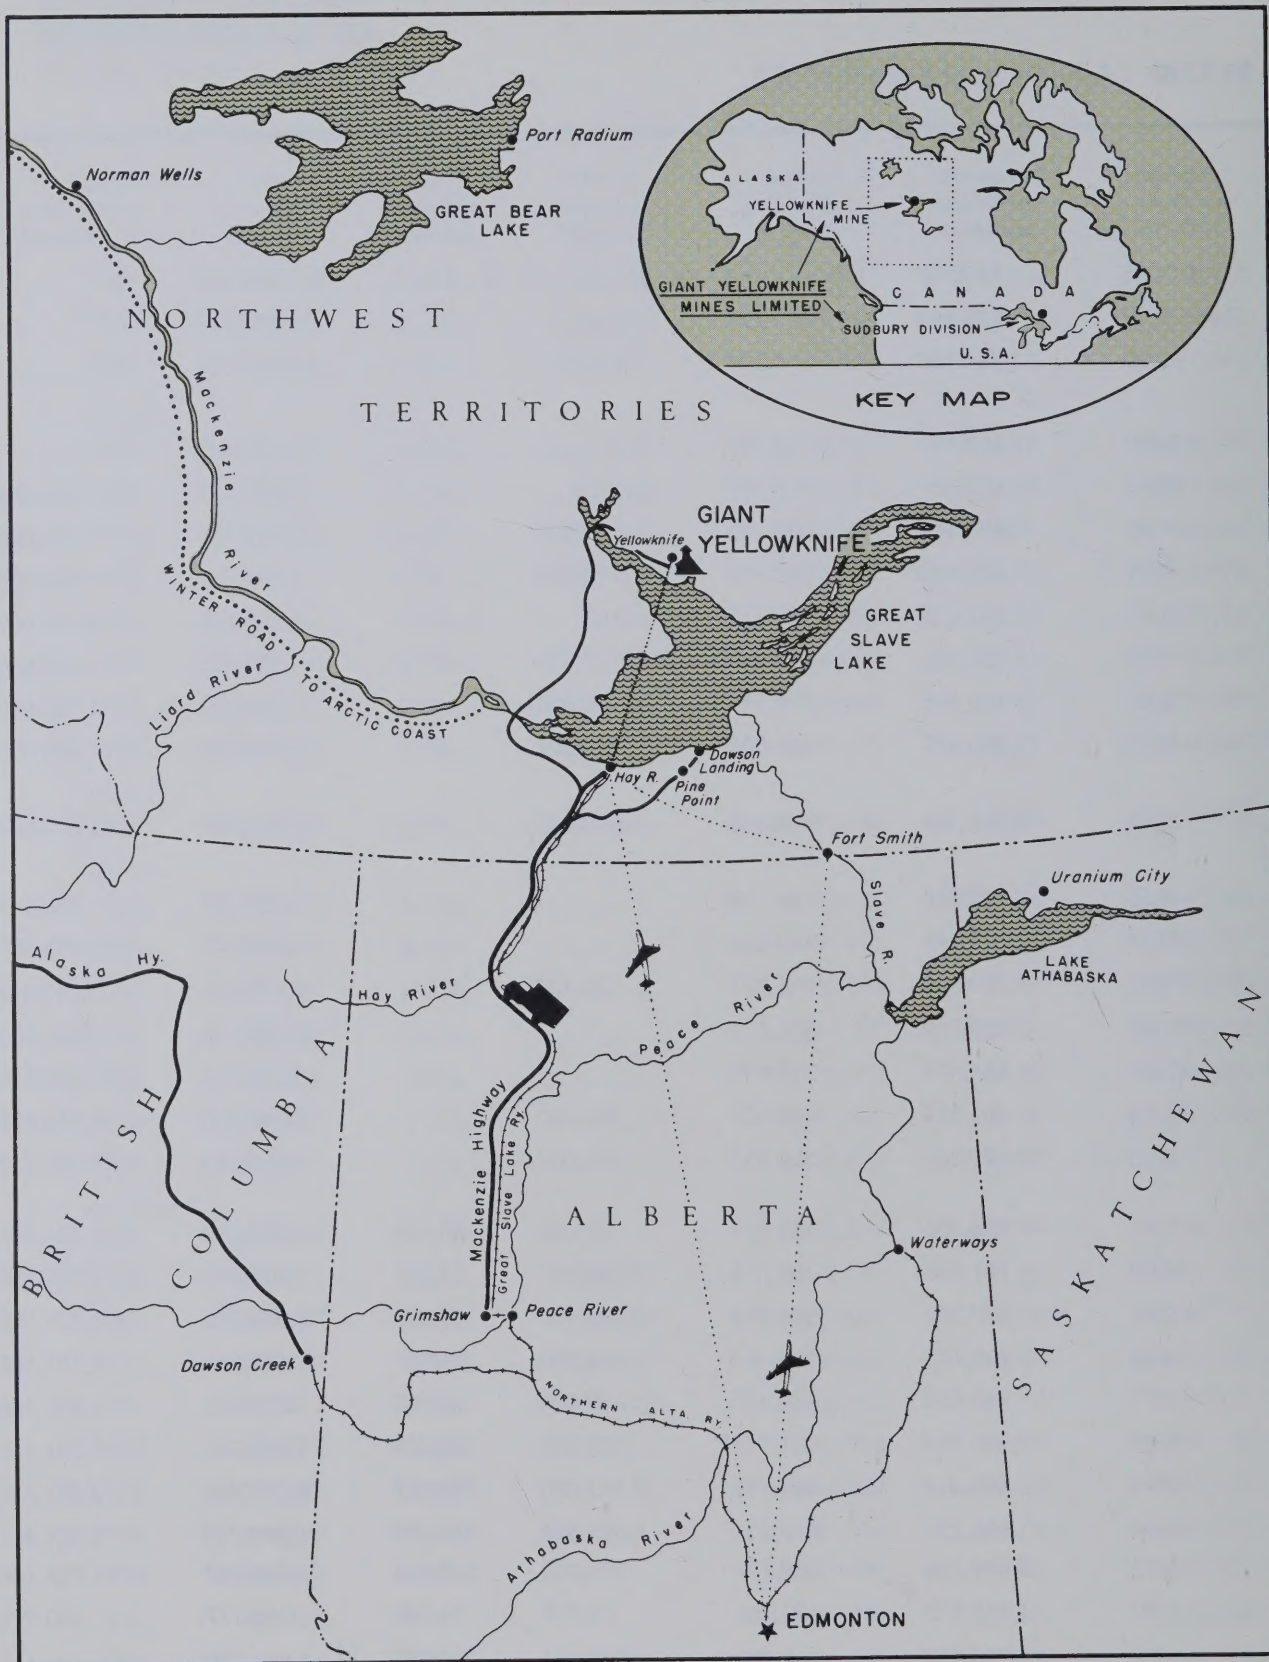 Port Radium
Norman Wells
GREAT BEAR
LAKE
NORTHWEST
TERRITORIES
ALASKA
YELLOWKNIFE
MINE
GIANT YELLOWKNIFE
MINES LIMITED
CANADA
SUDBURY DIVISION
U.S.A.
KEY MAP
Mackenzie
River
WINTER ROAD
TO ARCTIC COAST
Liard River
GIANT
YELLOWKNIFE
Yellowknife
GREAT
SLAVE
LAKE
Dawson
Landing
Hay R.
Pine
Point
Fort Smith
Slave R.
Uranium City
LAKE
ATHABASKA
Alaska Hy.
Hay River
Peace River
BRITISH
COLUMBIA
Mackenzie Highway
Great Slave Lake Ry.
ALBERTA
SASKATCHEWAN
Waterways
Grimshaw
Peace River
Dawson Creek
NORTHERN ALTA RY.
Athabaska River
EDMONTON